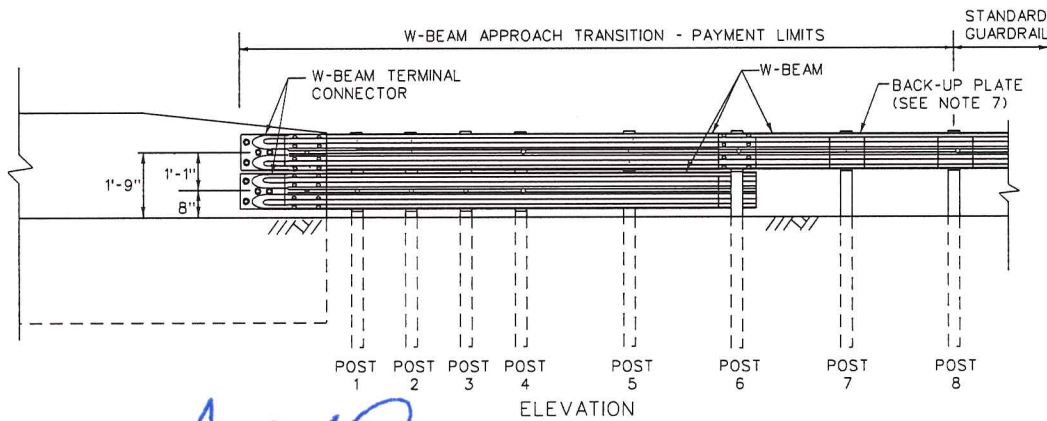 STANDARD
GUARDRAIL
W-BEAM APPROACH TRANSITION - PAYMENT LIMITS
W-BEAM TERMINAL
CONNECTOR
W-BEAM
BACK-UP PLATE
(SEE NOTE 7)
1'-9"
1'-1"
8"
POST
1
POST
2
POST
3
POST
4
POST
5
POST
6
POST
7
POST
8
ELEVATION